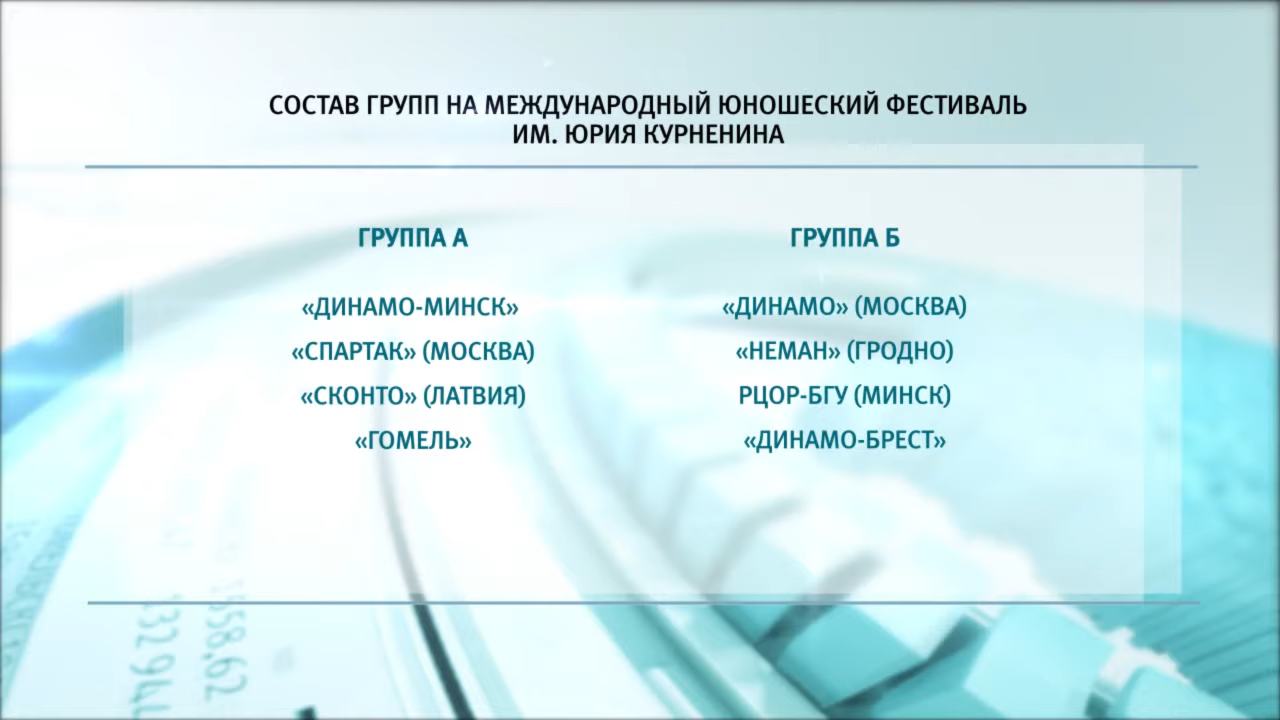 СОСТАВ ГРУПП НА МЕЖДУНАРОДНЫЙ ЮНОШЕСКИЙ ФЕСТИВАЛЬ
ИМ. ЮРИЯ КУРНЕНИНА
ГРУППА А
«ДИНАМО-МИНСК»
«СПАРТАК» (МОСКВА)
«СКОНТО» (ЛАТВИЯ)
«ГОМЕЛЬ»
ГРУППА Б
«ДИНАМО» (МОСКВА)
«НЕМАН» (ГРОДНО)
РЦОР-БГУ (МИНСК)
«ДИНАМО-БРЕСТ»